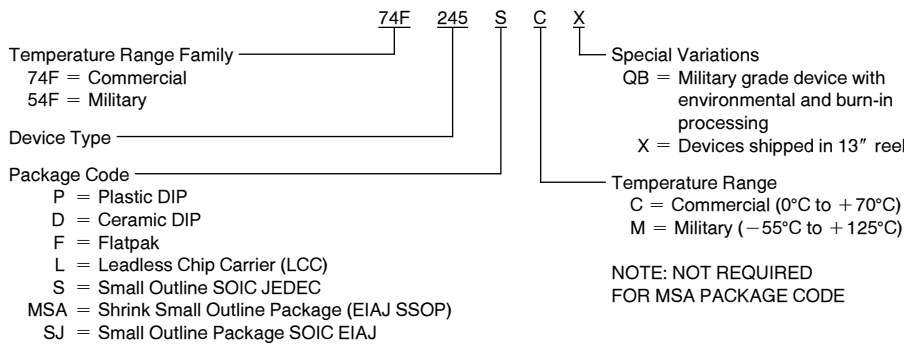 74F 245 S C X
Temperature Range Family
74F = Commercial
54F = Military
Device Type
Package Code
P = Plastic DIP
D = Ceramic DIP
F = Flatpak
L = Leadless Chip Carrier (LCC)
S = Small Outline SOIC JEDEC
MSA = Shrink Small Outline Package (EIAJ SSOP)
SJ = Small Outline Package SOIC EIAJ
Special Variations
QB = Military grade device with
environmental and burn-in
processing
X = Devices shipped in 13″ reel
Temperature Range
C = Commercial (0°C to +70°C)
M = Military (−55°C to +125°C)
NOTE: NOT REQUIRED
FOR MSA PACKAGE CODE